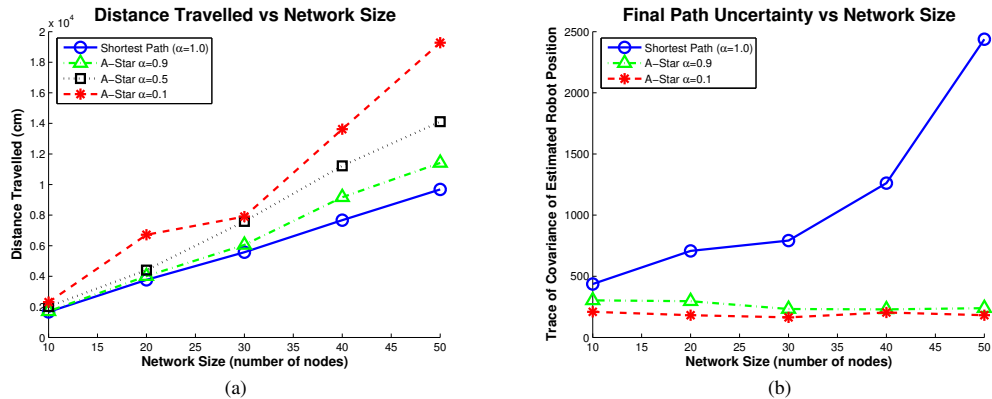 Distance Travelled vs Network Size
x 10⁴
2
1.8
1.6
1.4
1.2
1
0.8
0.6
0.4
0.2
0
Distance Travelled (cm)
Shortest Path (α=1.0)
A-Star α=0.9
A-Star α=0.5
A-Star α=0.1
10 15 20 25 30 35 40 45 50
Network Size (number of nodes)
(a)
Final Path Uncertainty vs Network Size
2500
2000
1500
1000
500
0
Trace of Covariance of Estimated Robot Position
Shortest Path (α=1.0)
A-Star α=0.9
A-Star α=0.1
10 15 20 25 30 35 40 45 50
Network Size (number of nodes)
(b)